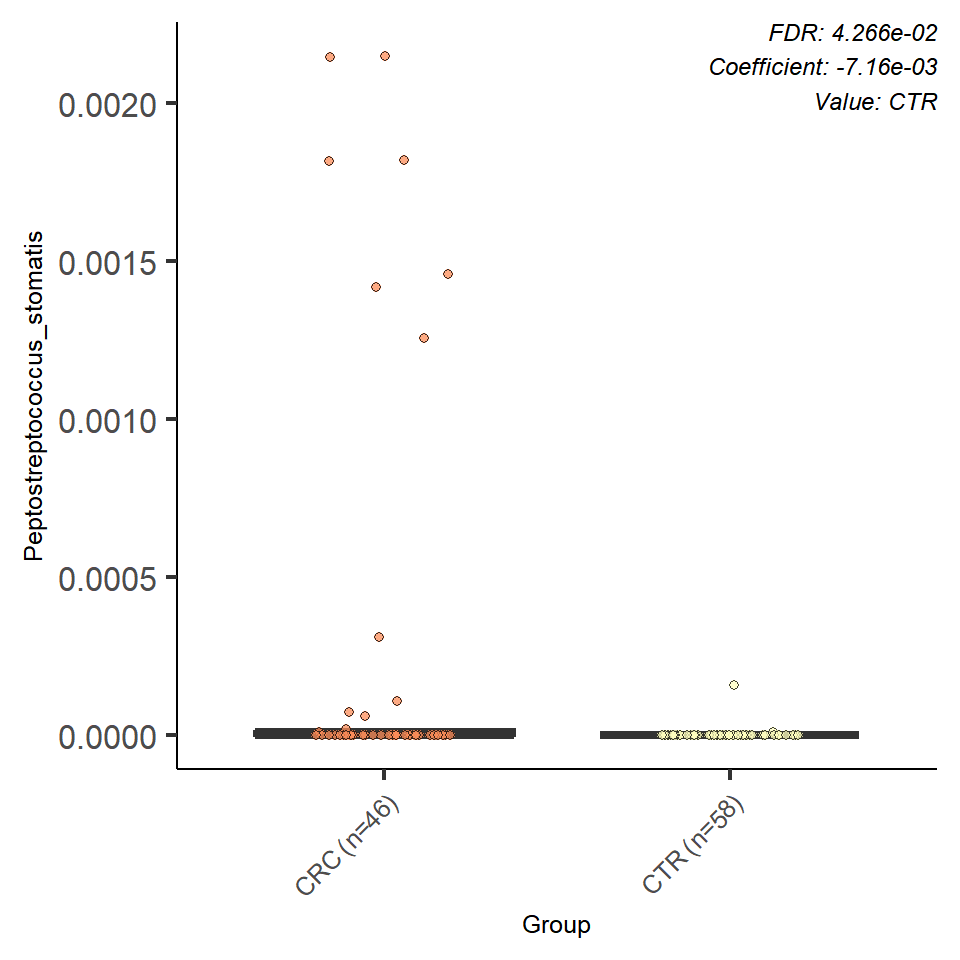 FDR: 4.266e-02
Coefficient: -7.16e-03
Value: CTR
Peptostreptococcus_stomatis
0.0020
0.0015
0.0010
0.0005
0.0000
CRC (n=46)
CTR (n=58)
Group